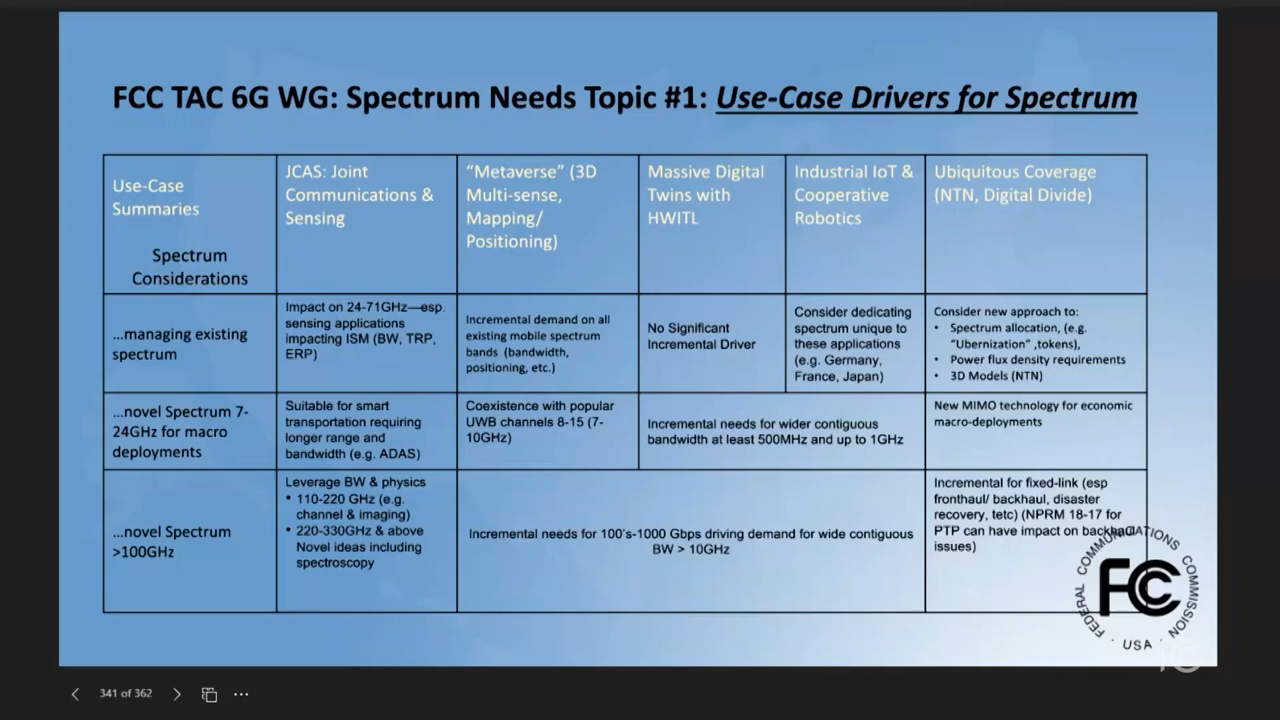 FCC TAC 6G WG: Spectrum Needs Topic #1: Use-Case Drivers for Spectrum
Use-Case
Summaries
Spectrum
Considerations
JCAS: Joint
Communications &
Sensing
“Metaverse” (3D
Multi-sense,
Mapping/
Positioning)
Massive Digital
Twins with
HWITL
Industrial IoT &
Cooperative
Robotics
Ubiquitous Coverage
(NTN, Digital Divide)
...managing existing
spectrum
Impact on 24-71GHz—esp.
sensing applications
impacting ISM (BW, TRP,
ERP)
Incremental demand on all
existing mobile spectrum
bands (bandwidth,
positioning, etc.)
No Significant
Incremental Driver
Consider dedicating
spectrum unique to
these applications
(e.g. Germany,
France, Japan)
Consider new approach to:
• Spectrum allocation, (e.g.
“Ubernization” ,tokens),
• Power flux density requirements
• 3D Models (NTN)
...novel Spectrum 7-
24GHz for macro
deployments
Suitable for smart
transportation requiring
longer range and
bandwidth (e.g. ADAS)
Coexistence with popular
UWB channels 8-15 (7-
10GHz)
Incremental needs for wider contiguous
bandwidth at least 500MHz and up to 1GHz
New MIMO technology for economic
macro-deployments
...novel Spectrum
>100GHz
Leverage BW & physics
• 110-220 GHz (e.g.
channel & imaging)
• 220-330GHz & above
Novel ideas including
spectroscopy
Incremental needs for 100's-1000 Gbps driving demand for wide contiguous
BW > 10GHz
Incremental for fixed-link (esp
fronthaul/ backhaul, disaster
recovery, tetc) (NPRM 18-17 for
PTP can have impact on backhaul
issues)
FEDERAL COMMUNICATIONS COMMISSION · USA ·
FCC
341 of 362